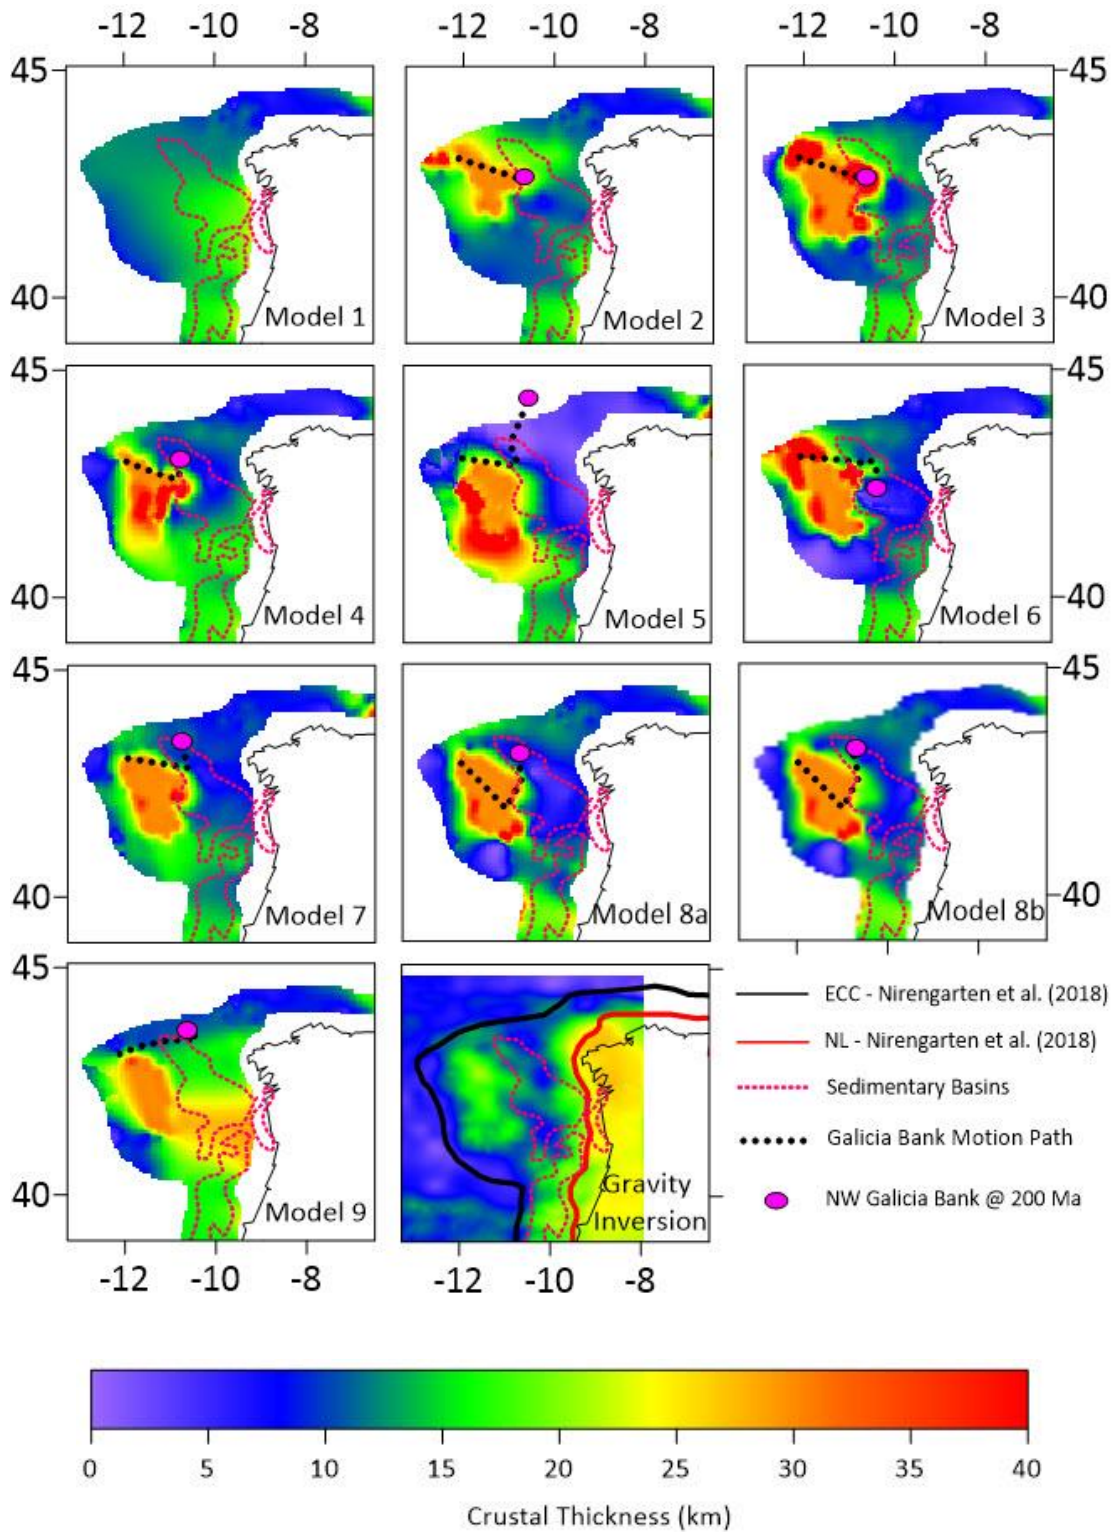 -12 -10 -8 -12 -10 -8 -12 -10 -8
45 45
40 40
Model 1 Model 2 Model 3
45 45
40 40
Model 4 Model 5 Model 6
45 45
40 40
Model 7 Model 8a Model 8b
45
40
Model 9
Gravity
Inversion
-12 -10 -8 -12 -10 -8
ECC - Nirengarten et al. (2018)
NL - Nirengarten et al. (2018)
Sedimentary Basins
Galicia Bank Motion Path
NW Galicia Bank @ 200 Ma
0 5 10 15 20 25 30 35 40
Crustal Thickness (km)